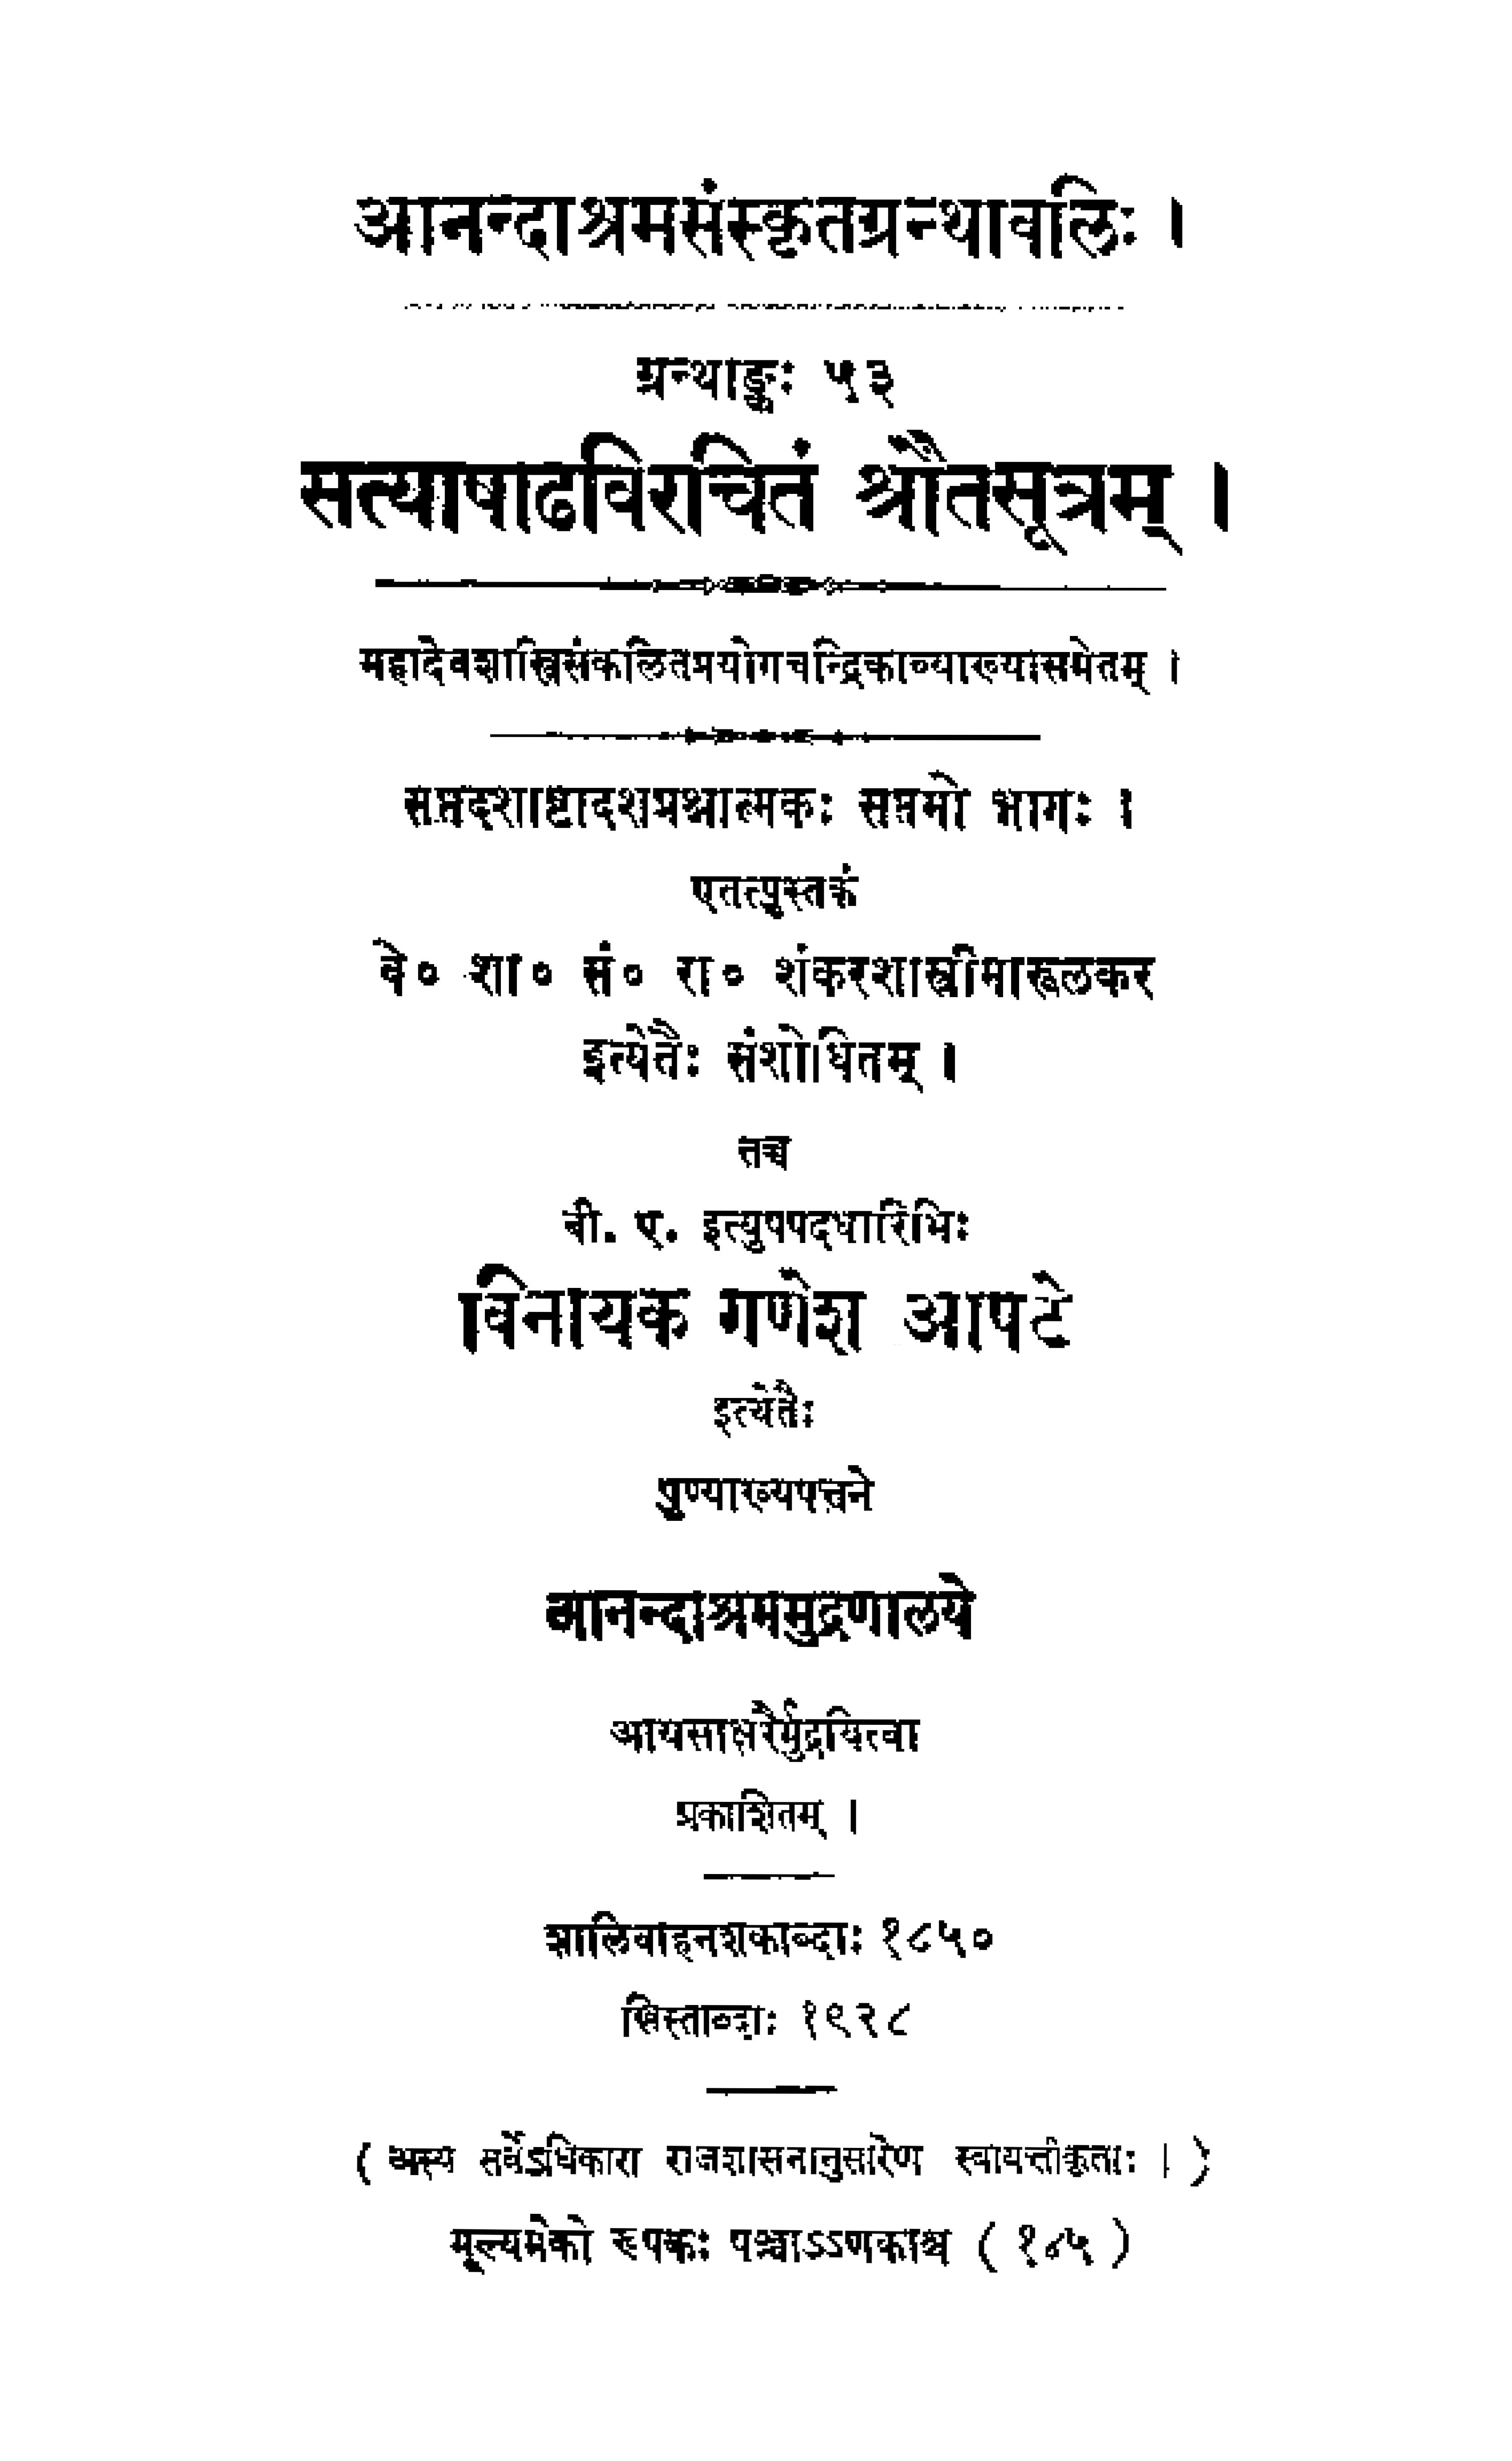 आनन्दाश्रमसंस्कृतग्रन्थावलिः ।
ग्रन्थाङ्कः ५३
सत्याषाढविरचितं श्रौतसूत्रम् ।
महादेवशास्त्रिसंकलितप्रयोगचन्द्रिकाव्याख्यासमेतम् ।
सप्तदशाष्टादशप्रश्नात्मकः सप्तमो भागः ।
एतत्पुस्तकं
वे० शा० सं० रा० शंकरशास्त्रीमारूलकर
इत्येतैः संशोधितम् ।
तच्च
बी. ए. इत्युपपदधारिभिः
विनायक गणेश आपटे
इत्येतैः
पुण्याख्यपत्तने
आनन्दाश्रममुद्रणालये
आयसाक्षरैर्मुद्रयित्वा
प्रकाशितम् ।
शालिवाहनशकाब्दाः १८५०
ख्रिस्ताब्दाः १९२८
( अस्य सर्वेऽधिकारा राजशासनानुसारेण स्वायत्तीकृताः । )
मूल्यमेको रूपकः पञ्चाऽऽणकाश्च ( १४५ )